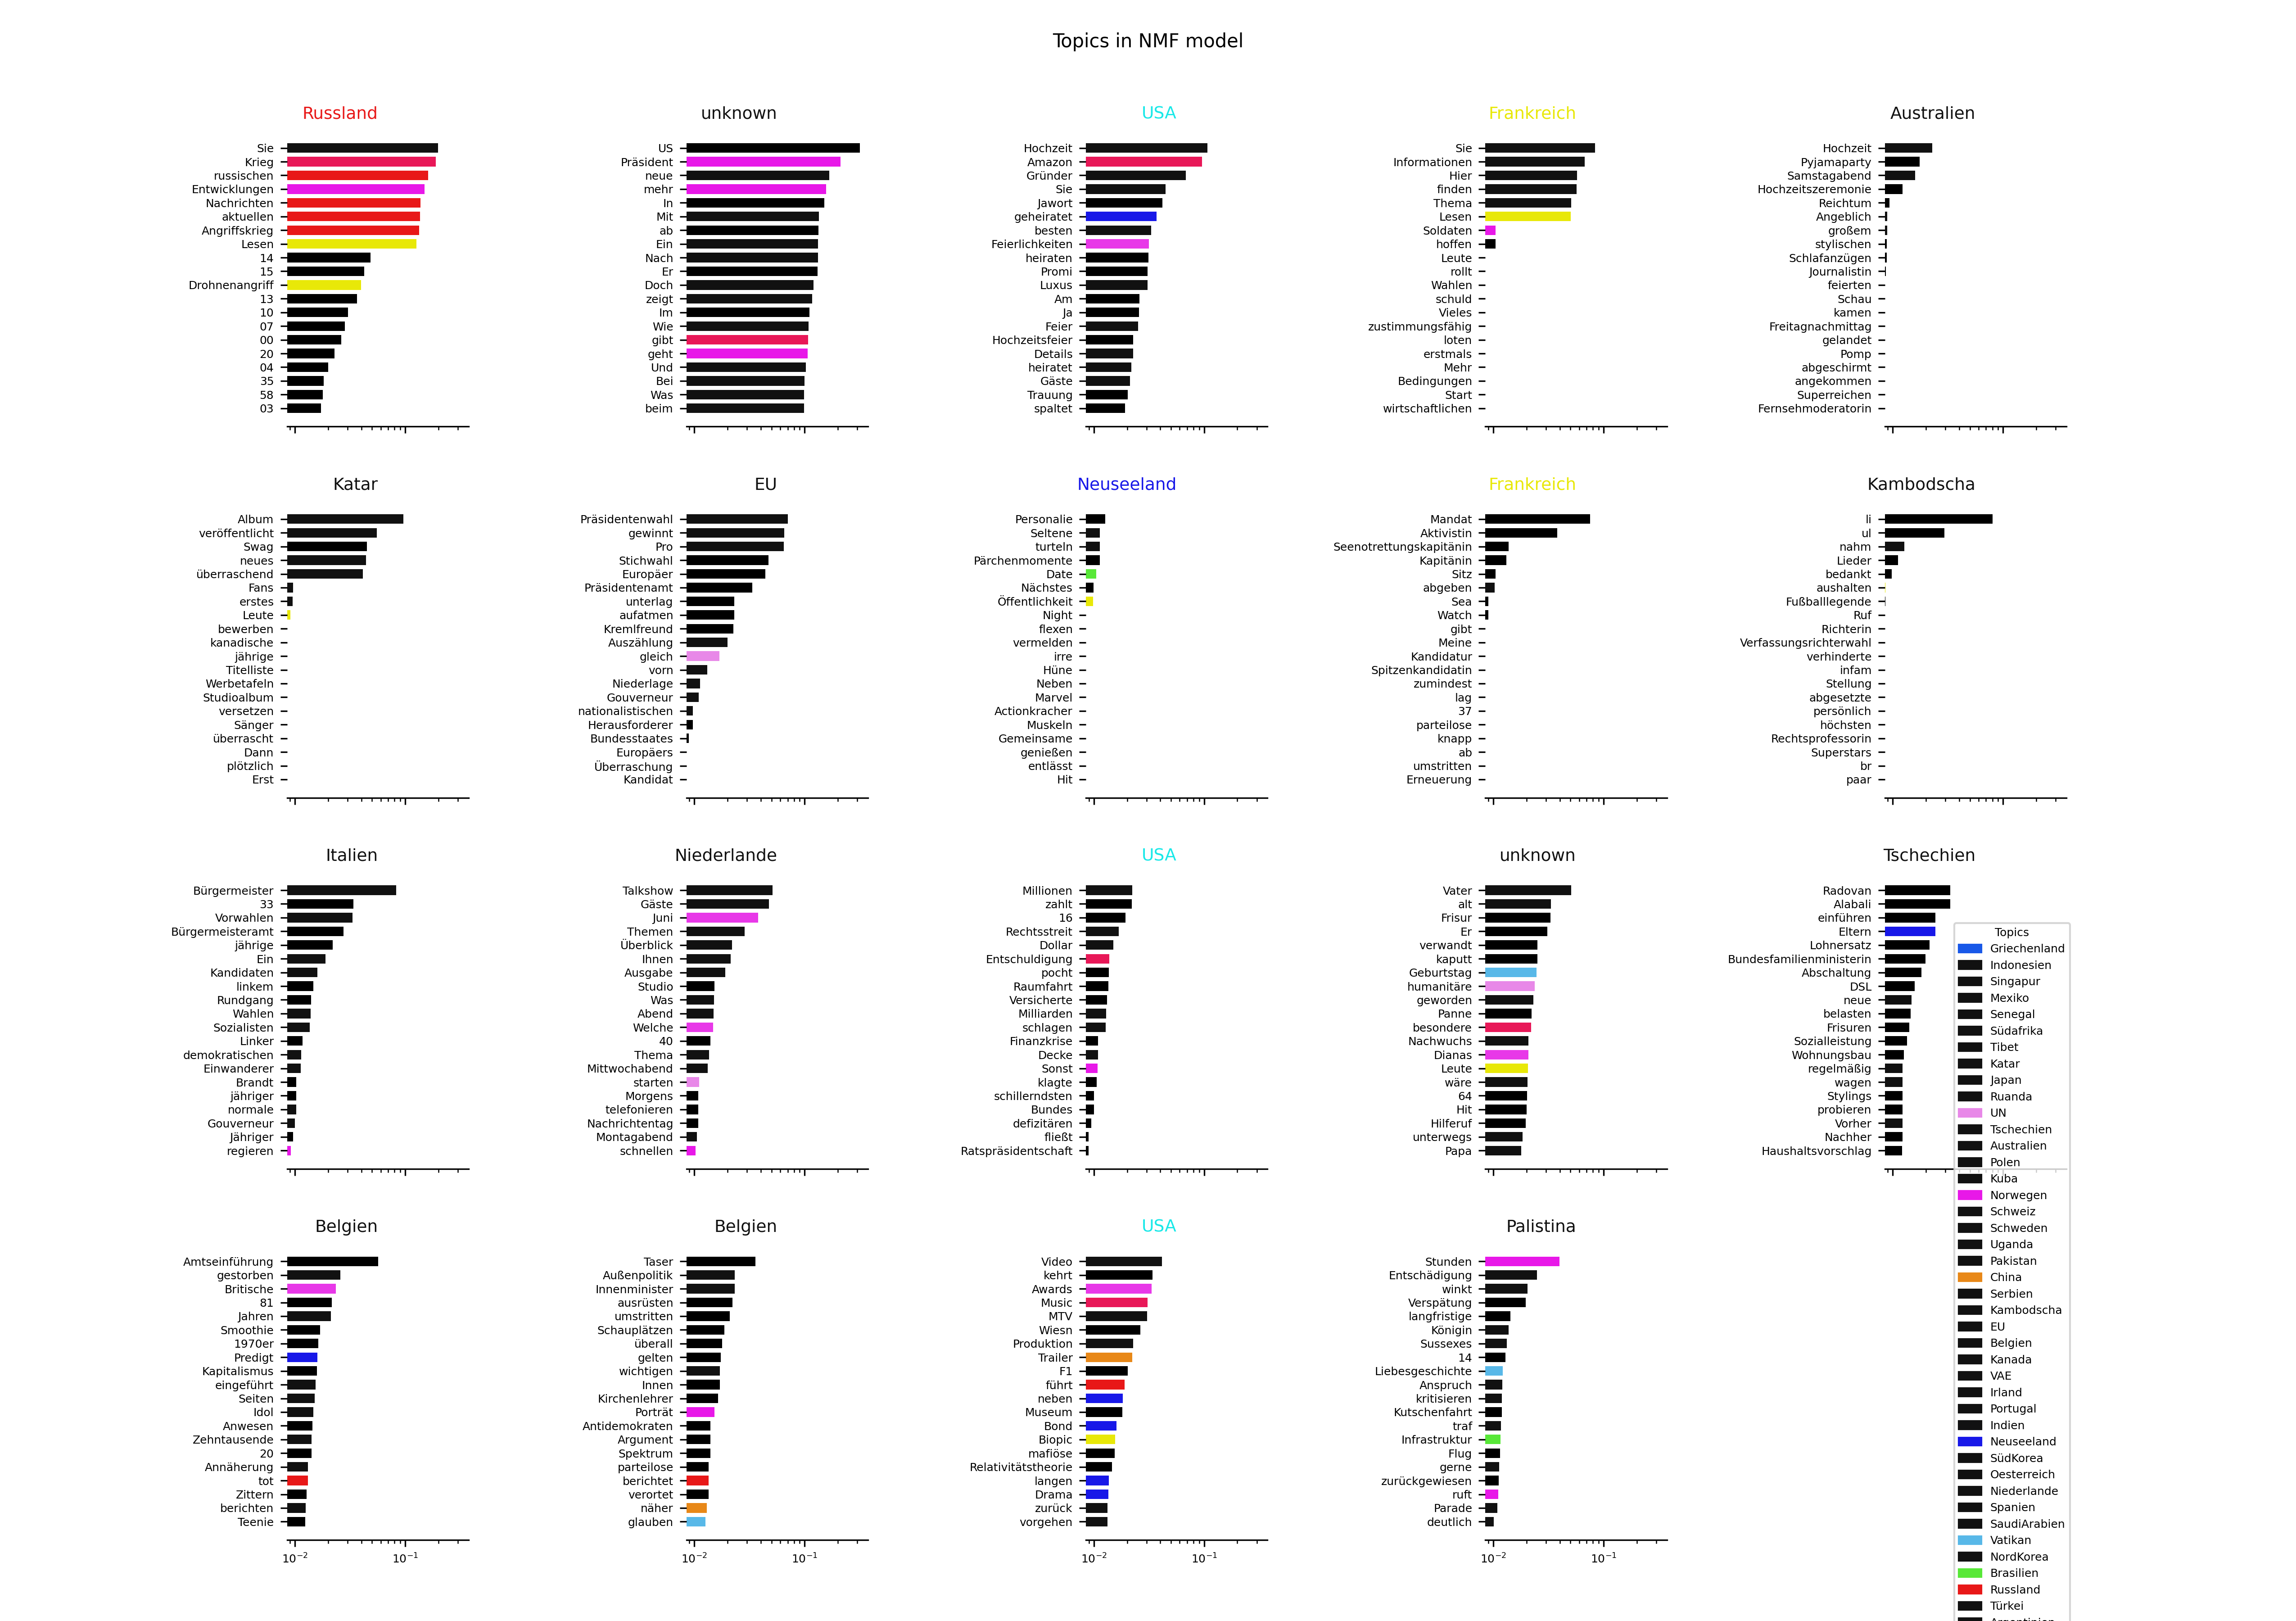 Topics in NMF model
Russland
Sie
Krieg
russischen
Entwicklungen
Nachrichten
aktuellen
Angriffskrieg
Lesen
14
15
Drohnenangriff
13
10
07
00
20
04
35
58
03
unknown
US
Präsident
neue
mehr
In
Mit
ab
Ein
Nach
Er
Doch
zeigt
Im
Wie
gibt
geht
Und
Bei
Was
beim
USA
Hochzeit
Amazon
Gründer
Sie
Jawort
geheiratet
besten
Feierlichkeiten
heiraten
Promi
Luxus
Am
Ja
Feier
Hochzeitsfeier
Details
heiratet
Gäste
Trauung
spaltet
Frankreich
Sie
Informationen
Hier
finden
Thema
Lesen
Soldaten
hoffen
Leute
rollt
Wahlen
schuld
Vieles
zustimmungsfähig
loten
erstmals
Mehr
Bedingungen
Start
wirtschaftlichen
Australien
Hochzeit
Pyjamaparty
Samstagabend
Hochzeitszeremonie
Reichtum
Angeblich
großem
stylischen
Schlafanzügen
Journalistin
feierten
Schau
kamen
Freitagnachmittag
gelandet
Pomp
abgeschirmt
angekommen
Superreichen
Fernsehmoderatorin
Katar
Album
veröffentlicht
Swag
neues
überraschend
Fans
erstes
Leute
bewerben
kanadische
jährige
Titelliste
Werbetafeln
Studioalbum
versetzen
Sänger
überrascht
Dann
plötzlich
Erst
EU
Präsidentenwahl
gewinnt
Pro
Stichwahl
Europäer
Präsidentenamt
unterlag
aufatmen
Kremlfreund
Auszählung
gleich
vorn
Niederlage
Gouverneur
nationalistischen
Herausforderer
Bundesstaates
Europäers
Überraschung
Kandidat
Neuseeland
Personalie
Seltene
turteln
Pärchenmomente
Date
Nächstes
Öffentlichkeit
Night
flexen
vermelden
irre
Hüne
Neben
Marvel
Actionkracher
Muskeln
Gemeinsame
genießen
entlässt
Hit
Frankreich
Mandat
Aktivistin
Seenotrettungskapitänin
Kapitänin
Sitz
abgeben
Sea
Watch
gibt
Meine
Kandidatur
Spitzenkandidatin
zumindest
lag
37
parteilose
knapp
ab
umstritten
Erneuerung
Kambodscha
li
ul
nahm
Lieder
bedankt
aushalten
Fußballlegende
Ruf
Richterin
Verfassungsrichterwahl
verhinderte
infam
Stellung
abgesetzte
persönlich
höchsten
Rechtsprofessorin
Superstars
br
paar
Italien
Bürgermeister
33
Vorwahlen
Bürgermeisteramt
jährige
Ein
Kandidaten
linkem
Rundgang
Wahlen
Sozialisten
Linker
demokratischen
Einwanderer
Brandt
jähriger
normale
Gouverneur
Jähriger
regieren
Niederlande
Talkshow
Gäste
Juni
Themen
Überblick
Ihnen
Ausgabe
Studio
Was
Abend
Welche
40
Thema
Mittwochabend
starten
Morgens
telefonieren
Nachrichtentag
Montagabend
schnellen
USA
Millionen
zahlt
16
Rechtsstreit
Dollar
Entschuldigung
pocht
Raumfahrt
Versicherte
Milliarden
schlagen
Finanzkrise
Decke
Sonst
klagte
schillerndsten
Bundes
defizitären
fließt
Ratspräsidentschaft
unknown
Vater
alt
Frisur
Er
verwandt
kaputt
Geburtstag
humanitäre
geworden
Panne
besondere
Nachwuchs
Dianas
Leute
wäre
64
Hit
Hilferuf
unterwegs
Papa
Tschechien
Radovan
Alabali
einführen
Eltern
Lohnersatz
Bundesfamilienministerin
Abschaltung
DSL
neue
belasten
Frisuren
Sozialleistung
Wohnungsbau
regelmäßig
wagen
Stylings
probieren
Vorher
Nachher
Haushaltsvorschlag
Belgien
Amtseinführung
gestorben
Britische
81
Jahren
Smoothie
1970er
Predigt
Kapitalismus
eingeführt
Seiten
Idol
Anwesen
Zehntausende
20
Annäherung
tot
Zittern
berichten
Teenie
10⁻² 10⁻¹
Belgien
Taser
Außenpolitik
Innenminister
ausrüsten
umstritten
Schauplätzen
überall
gelten
wichtigen
Innen
Kirchenlehrer
Porträt
Antidemokraten
Argument
Spektrum
parteilose
berichtet
verortet
näher
glauben
10⁻² 10⁻¹
USA
Video
kehrt
Awards
Music
MTV
Wiesn
Produktion
Trailer
F1
führt
neben
Museum
Bond
Biopic
mafiöse
Relativitätstheorie
langen
Drama
zurück
vorgehen
10⁻² 10⁻¹
Palistina
Stunden
Entschädigung
winkt
Verspätung
langfristige
Königin
Sussexes
14
Liebesgeschichte
Anspruch
kritisieren
Kutschenfahrt
traf
Infrastruktur
Flug
gerne
zurückgewiesen
ruft
Parade
deutlich
10⁻² 10⁻¹
Topics
Griechenland
Indonesien
Singapur
Mexiko
Senegal
Südafrika
Tibet
Katar
Japan
Ruanda
UN
Tschechien
Australien
Polen
Kuba
Norwegen
Schweiz
Schweden
Uganda
Pakistan
China
Serbien
Kambodscha
EU
Belgien
Kanada
VAE
Irland
Portugal
Indien
Neuseeland
SüdKorea
Oesterreich
Niederlande
Spanien
SaudiArabien
Vatikan
NordKorea
Brasilien
Russland
Türkei